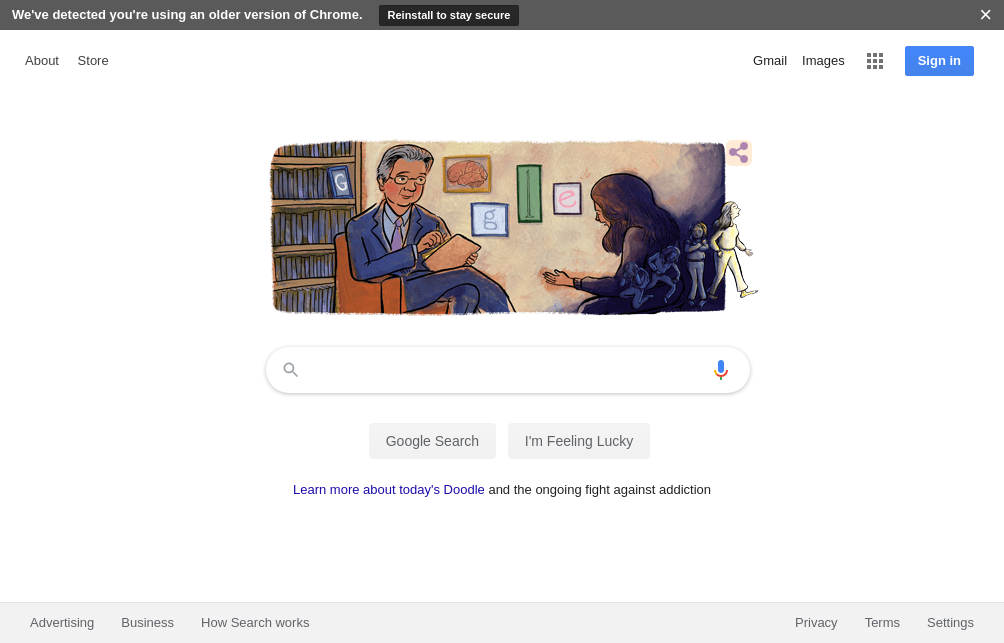 We've detected you're using an older version of Chrome. Reinstall to stay secure
About Store Gmail Images Sign in
G g l e
Google Search I'm Feeling Lucky
Learn more about today's Doodle and the ongoing fight against addiction
Advertising Business How Search works Privacy Terms Settings